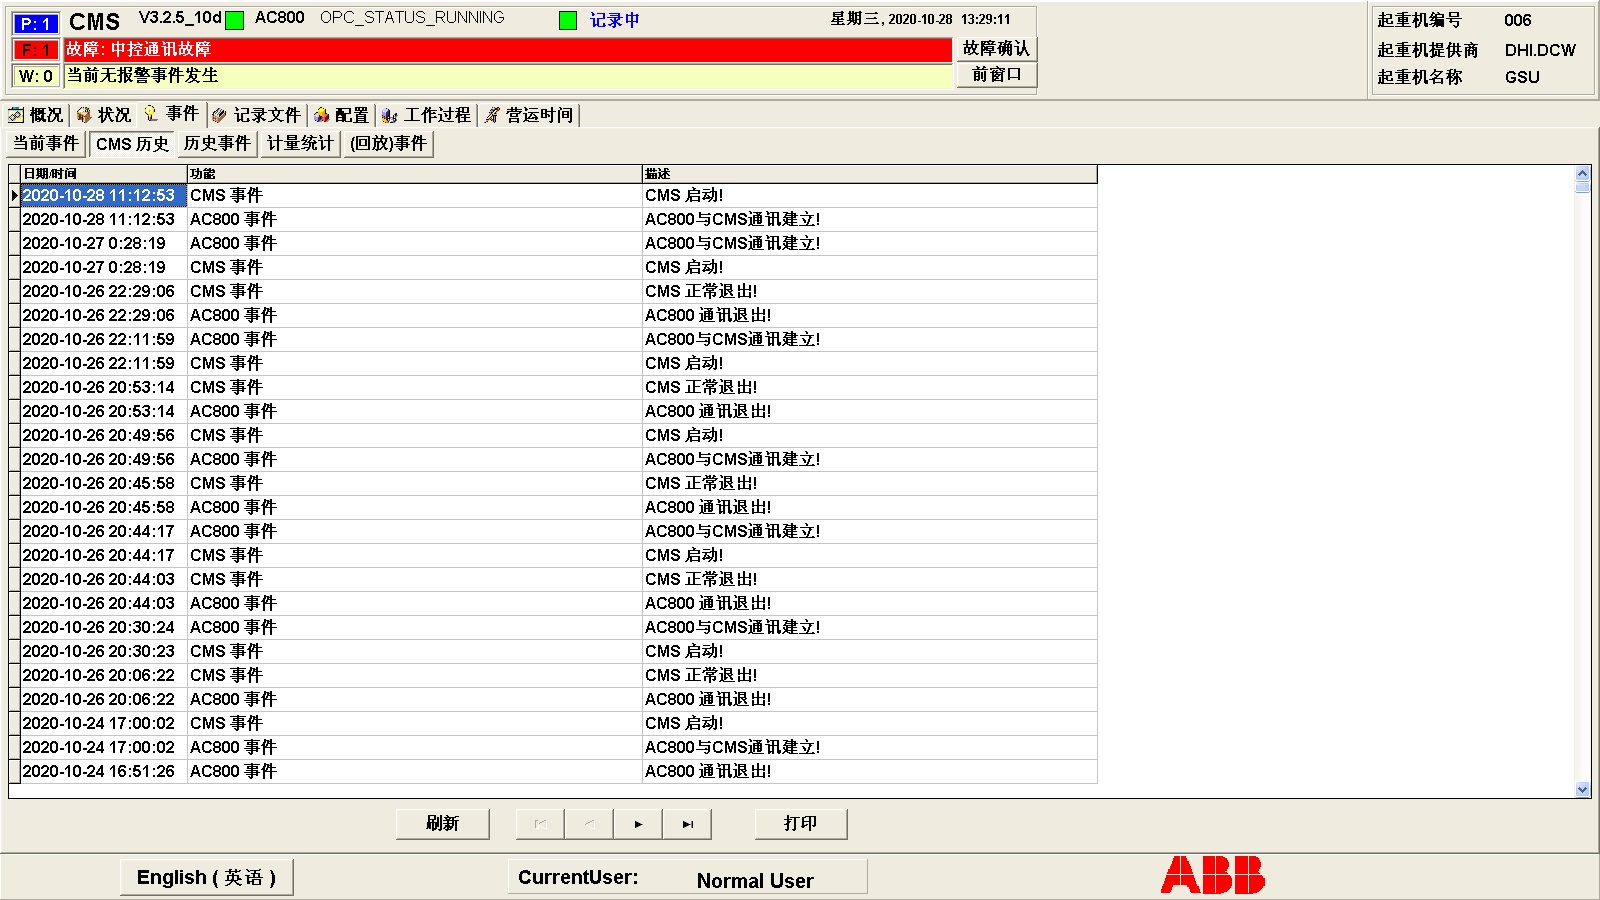 P: 1 CMS V3.2.5_10d AC800 OPC_STATUS_RUNNING 记录中 星期三, 2020-10-28 13:29:11
F: 1 故障: 中控通讯故障 故障确认
W: 0 当前无报警事件发生 前窗口
起重机编号 006
起重机提供商 DHI.DCW
起重机名称 GSU
概况 状况 事件 记录文件 配置 工作过程 营运时间
当前事件 CMS 历史 历史事件 计量统计 (回放)事件
日期/时间 功能 描述
2020-10-28 11:12:53 CMS 事件 CMS 启动!
2020-10-28 11:12:53 AC800 事件 AC800与CMS通讯建立!
2020-10-27 0:28:19 AC800 事件 AC800与CMS通讯建立!
2020-10-27 0:28:19 CMS 事件 CMS 启动!
2020-10-26 22:29:06 CMS 事件 CMS 正常退出!
2020-10-26 22:29:06 AC800 事件 AC800 通讯退出!
2020-10-26 22:11:59 AC800 事件 AC800与CMS通讯建立!
2020-10-26 22:11:59 CMS 事件 CMS 启动!
2020-10-26 20:53:14 CMS 事件 CMS 正常退出!
2020-10-26 20:53:14 AC800 事件 AC800 通讯退出!
2020-10-26 20:49:56 CMS 事件 CMS 启动!
2020-10-26 20:49:56 AC800 事件 AC800与CMS通讯建立!
2020-10-26 20:45:58 CMS 事件 CMS 正常退出!
2020-10-26 20:45:58 AC800 事件 AC800 通讯退出!
2020-10-26 20:44:17 AC800 事件 AC800与CMS通讯建立!
2020-10-26 20:44:17 CMS 事件 CMS 启动!
2020-10-26 20:44:03 CMS 事件 CMS 正常退出!
2020-10-26 20:44:03 AC800 事件 AC800 通讯退出!
2020-10-26 20:30:24 AC800 事件 AC800与CMS通讯建立!
2020-10-26 20:30:23 CMS 事件 CMS 启动!
2020-10-26 20:06:22 CMS 事件 CMS 正常退出!
2020-10-26 20:06:22 AC800 事件 AC800 通讯退出!
2020-10-24 17:00:02 CMS 事件 CMS 启动!
2020-10-24 17:00:02 AC800 事件 AC800与CMS通讯建立!
2020-10-24 16:51:26 AC800 事件 AC800 通讯退出!
刷新 打印
English ( 英语 ) CurrentUser: Normal User ABB